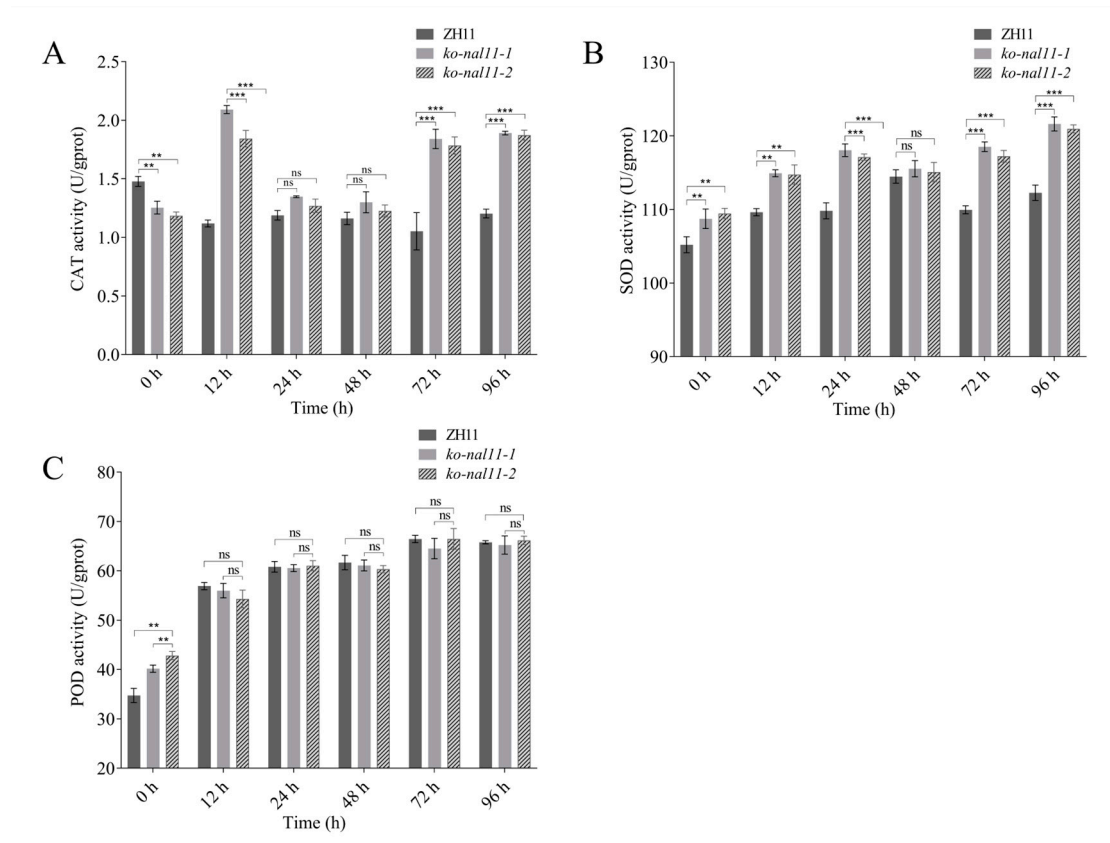 A
ZH11
ko-nal11-1
ko-nal11-2
CAT activity (U/gprot)
2.5
2.0
1.5
1.0
0.5
0.0
** ** *** *** ns ns ns ns *** *** *** ***
0 h 12 h 24 h 48 h 72 h 96 h
Time (h)
B
ZH11
ko-nal11-1
ko-nal11-2
SOD activity (U/gprot)
130
120
110
100
90
** ** ** ** *** *** ns ns *** *** *** ***
0 h 12 h 24 h 48 h 72 h 96 h
Time (h)
C
ZH11
ko-nal11-1
ko-nal11-2
POD activity (U/gprot)
80
70
60
50
40
30
20
** ** ns ns ns ns ns ns ns ns ns ns
0 h 12 h 24 h 48 h 72 h 96 h
Time (h)